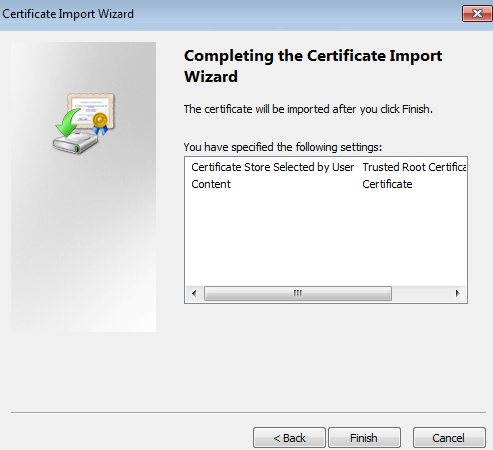 Certificate Import Wizard
Completing the Certificate Import
Wizard
The certificate will be imported after you click Finish.
You have specified the following settings:
Certificate Store Selected by User Trusted Root Certifica
Content Certificate
< Back Finish Cancel